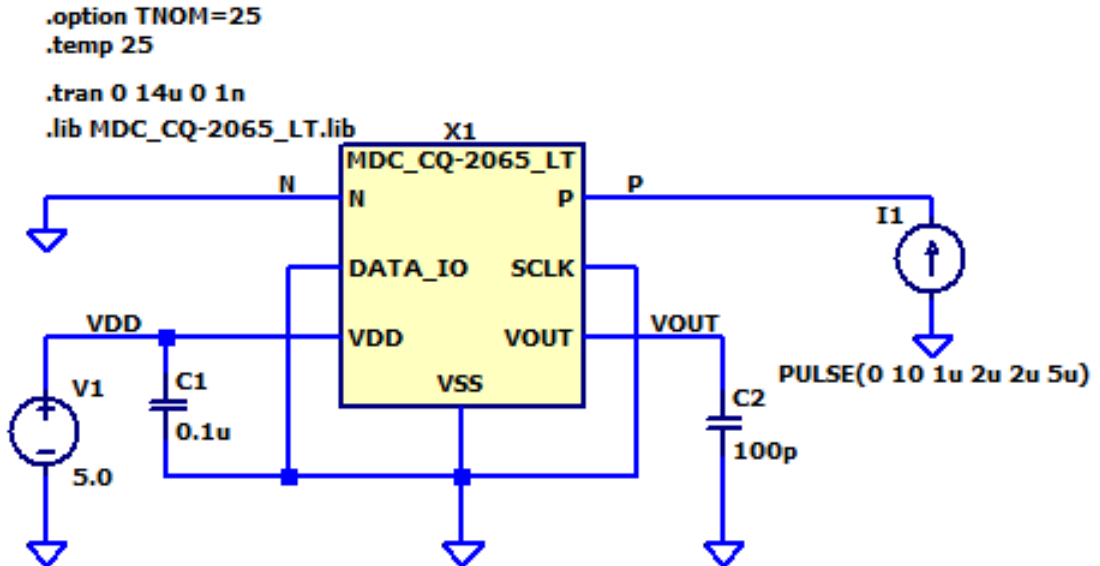 .option TNOM=25
.temp 25
.tran 0 14u 0 1n
.lib MDC_CQ-2065_LT.lib
X1
MDC_CQ-2065_LT
N
N
P
P
I1
DATA_IO
SCLK
VDD
VDD
VOUT
VOUT
PULSE(0 10 1u 2u 2u 5u)
V1
C1
VSS
C2
0.1u
100p
5.0